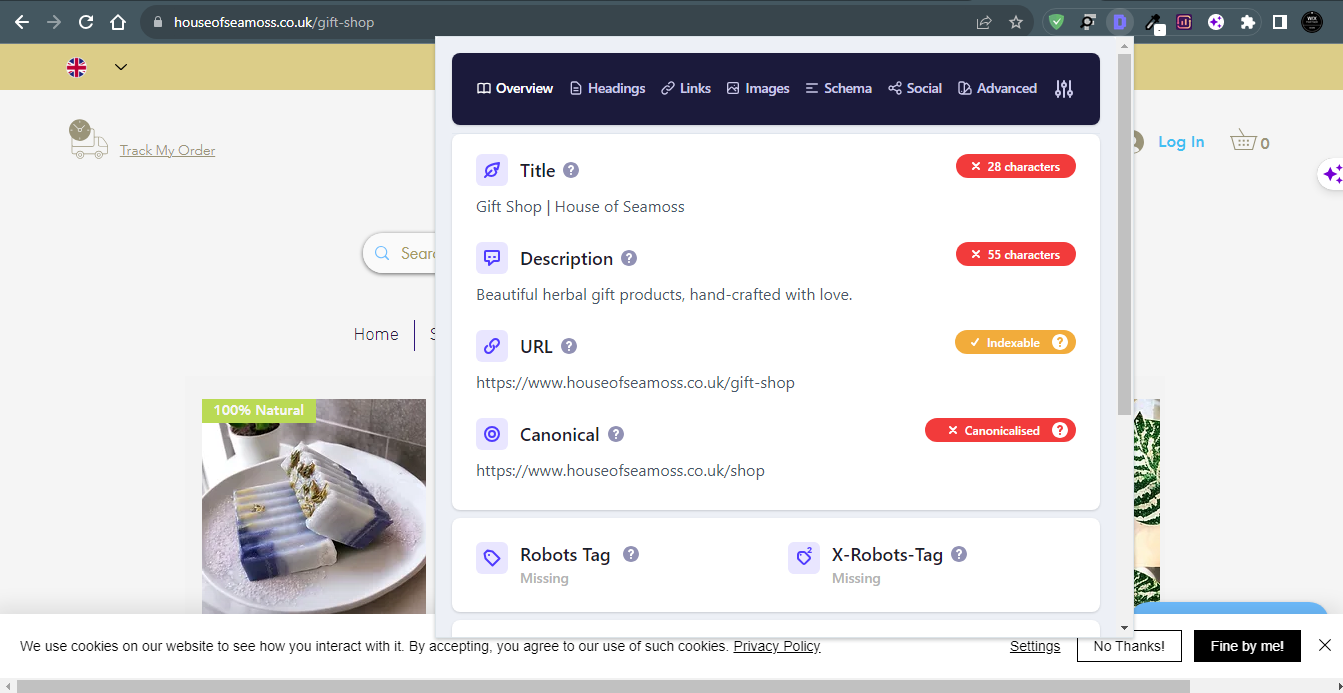 houseofseamoss.co.uk/gift-shop
Overview
Headings
Links
Images
Schema
Social
Advanced
Track My Order
Log In
0
Title ?
28 characters
Gift Shop | House of Seamoss
Description ?
55 characters
Beautiful herbal gift products, hand-crafted with love.
URL ?
Indexable ?
https://www.houseofseamoss.co.uk/gift-shop
Home
100% Natural
Canonical ?
Canonicalised ?
https://www.houseofseamoss.co.uk/shop
Robots Tag ?
Missing
X-Robots-Tag ?
Missing
We use cookies on our website to see how you interact with it. By accepting, you agree to our use of such cookies. Privacy Policy
Settings
No Thanks!
Fine by me!